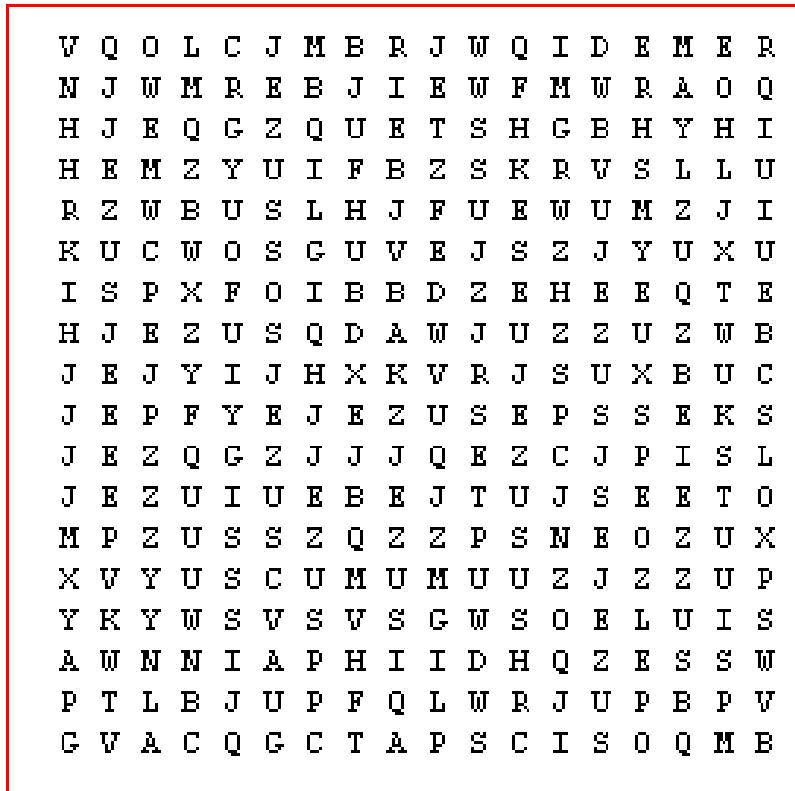 V Q O L C J M B R J W Q I D E M E R
N J W M R E B J I E W F M W R A O Q
H J E Q G Z Q U E T S H G B H Y H I
H E M Z Y U I F B Z S K R V S L L U
R Z W B U S L H J F U E W U M Z J I
K U C W O S G U V E J S Z J Y U X U
I S P X F O I B B D Z E H E E Q T E
H J E Z U S Q D A W J U Z Z U Z W B
J E J Y I J H X K V R J S U X B U C
J E P F Y E J E Z U S E P S S E K S
J E Z Q G Z J J J Q E Z C J P I S L
J E Z U I U E B E J T U J S E E T O
M P Z U S S Z Q Z Z P S N E O Z U X
X V Y U S C U M U M U U Z J Z Z U P
Y K Y W S V S V S G W S O E L U I S
A W N N I A P H I I D H Q Z E S S W
P T L B J U P F Q L W R J U P B P V
G V A C Q G C T A P S C I S O Q M B